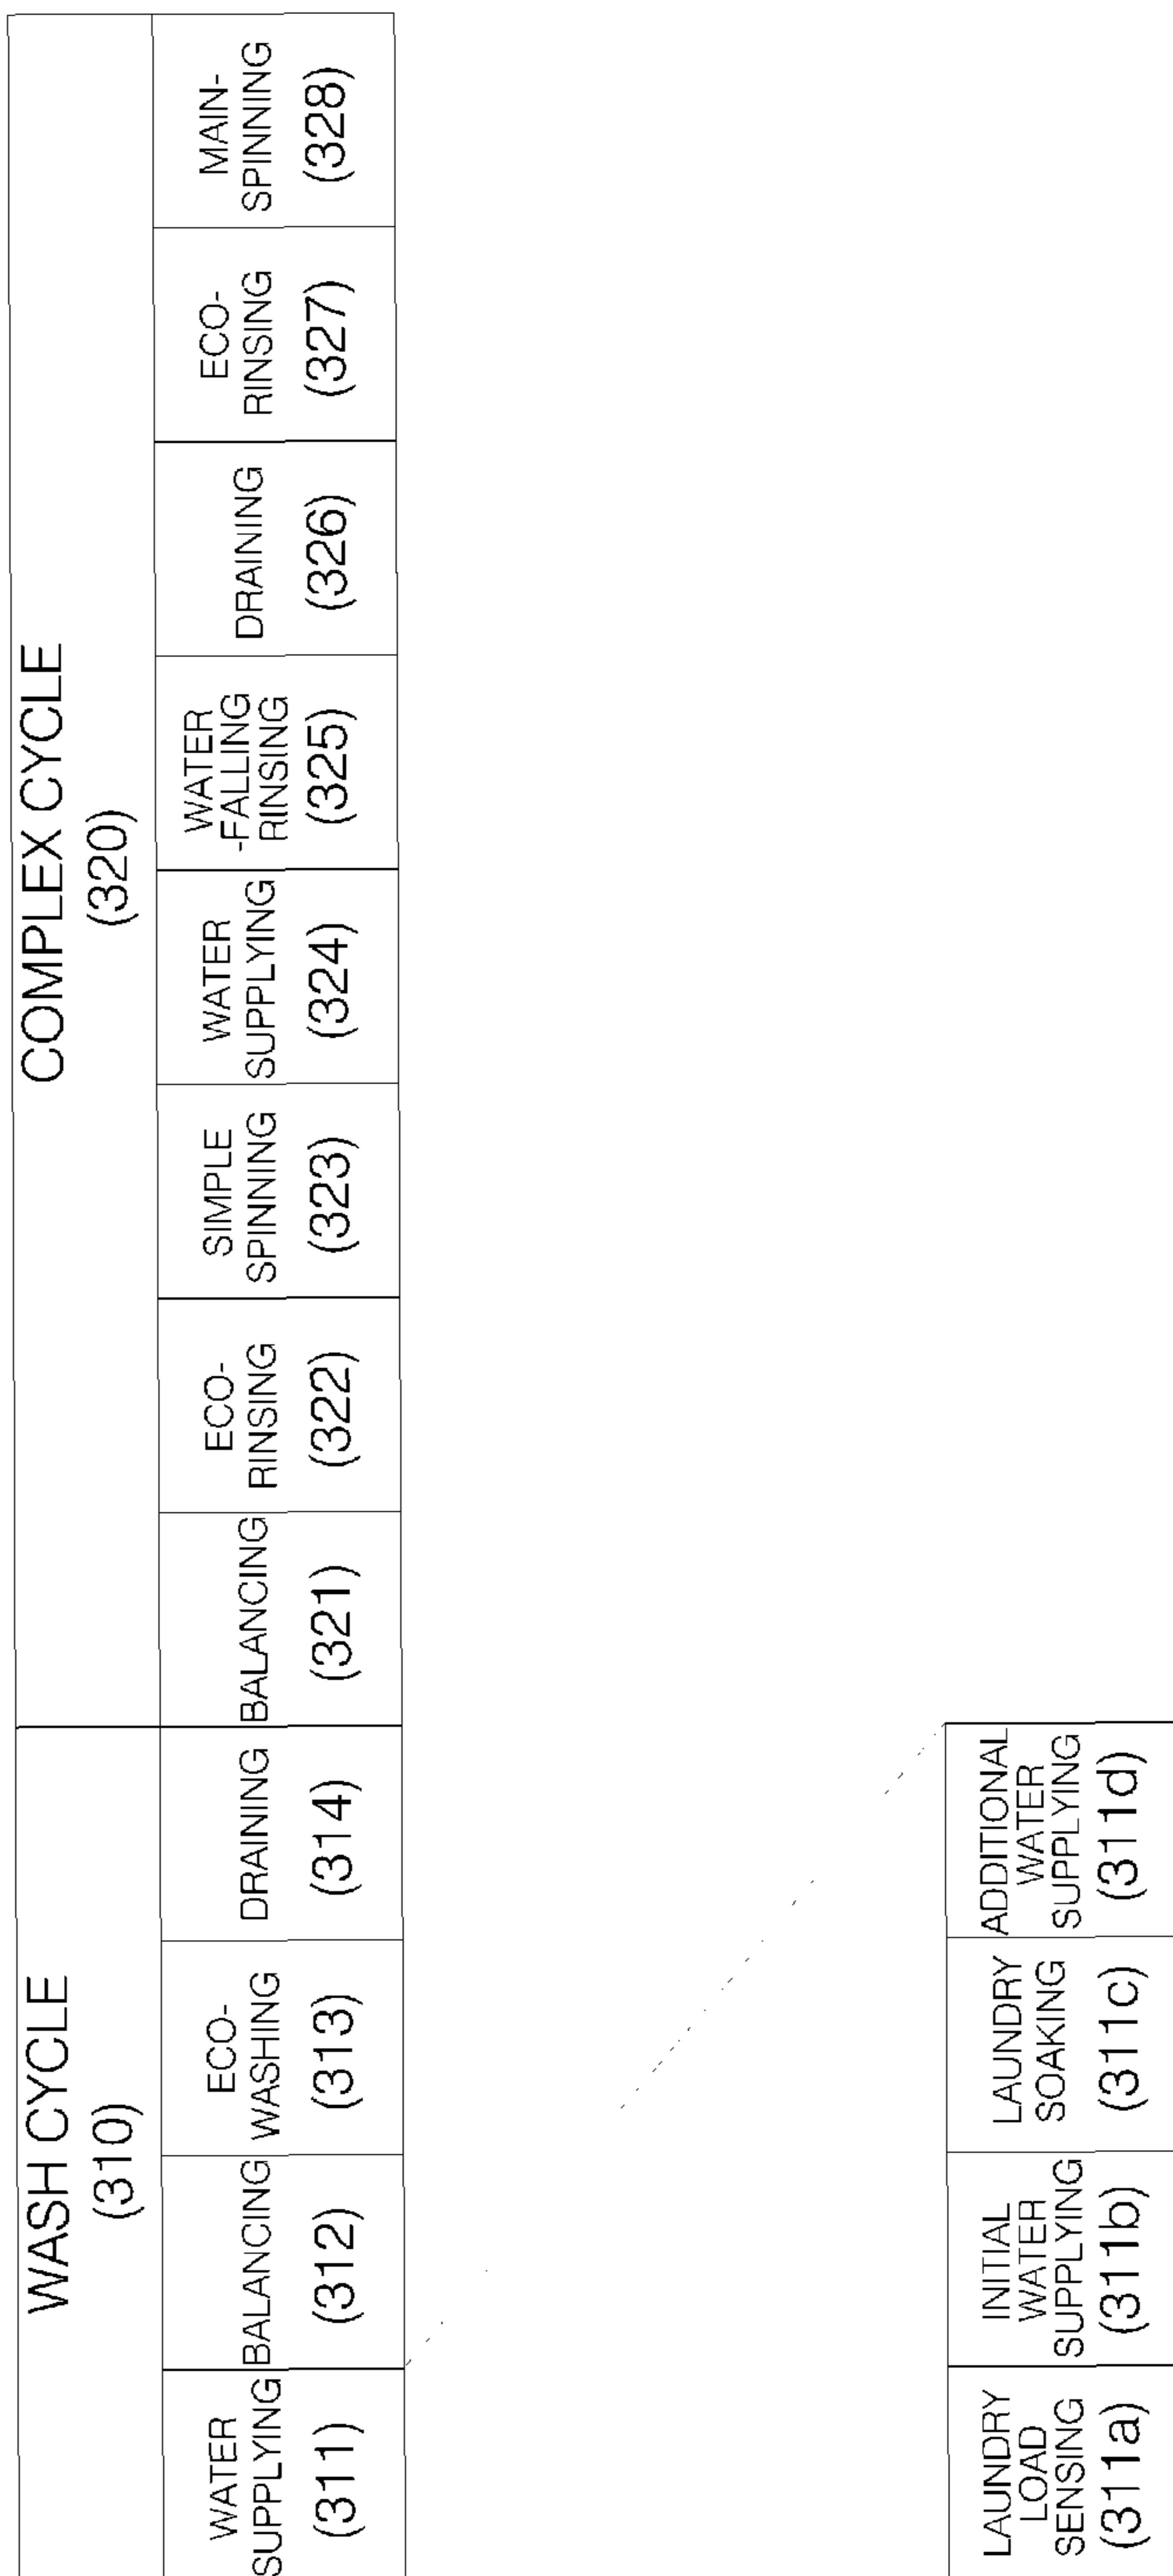 WASH CYCLE
(310)
COMPLEX CYCLE
(320)
WATER
SUPPLYING
(311)
BALANCING
(312)
ECO-
WASHING
(313)
DRAINING
(314)
BALANCING
(321)
ECO-
RINSING
(322)
SIMPLE
SPINNING
(323)
WATER
SUPPLYING
(324)
WATER
-FALLING
RINSING
(325)
DRAINING
(326)
ECO-
RINSING
(327)
MAIN-
SPINNING
(328)
LAUNDRY
LOAD
SENSING
(311a)
INITIAL
WATER
SUPPLYING
(311b)
LAUNDRY
SOAKING
(311c)
ADDITIONAL
WATER
SUPPLYING
(311d)